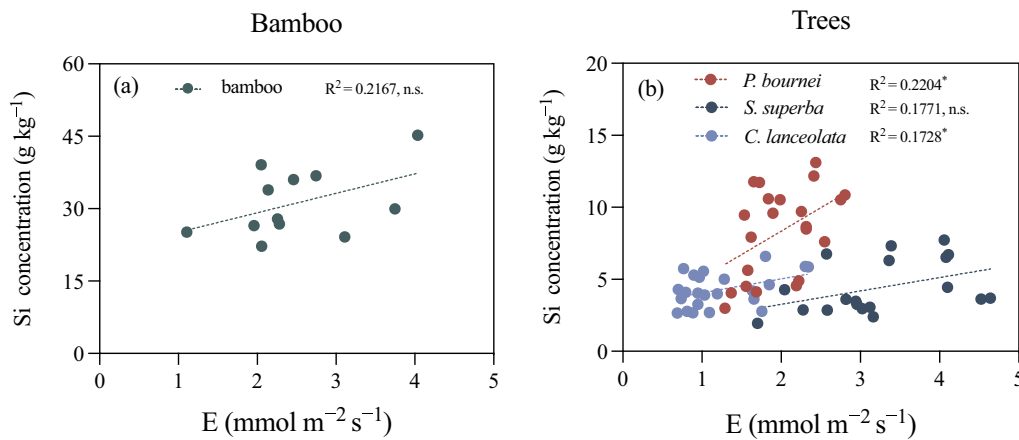 Bamboo
Trees
(a)
bamboo
R² = 0.2167, n.s.
Si concentration (g kg⁻¹)
60
45
30
15
0
0 1 2 3 4 5
E (mmol m⁻² s⁻¹)
(b)
P. bournei R² = 0.2204*
S. superba R² = 0.1771, n.s.
C. lanceolata R² = 0.1728*
Si concentration (g kg⁻¹)
20
15
10
5
0
0 1 2 3 4 5
E (mmol m⁻² s⁻¹)